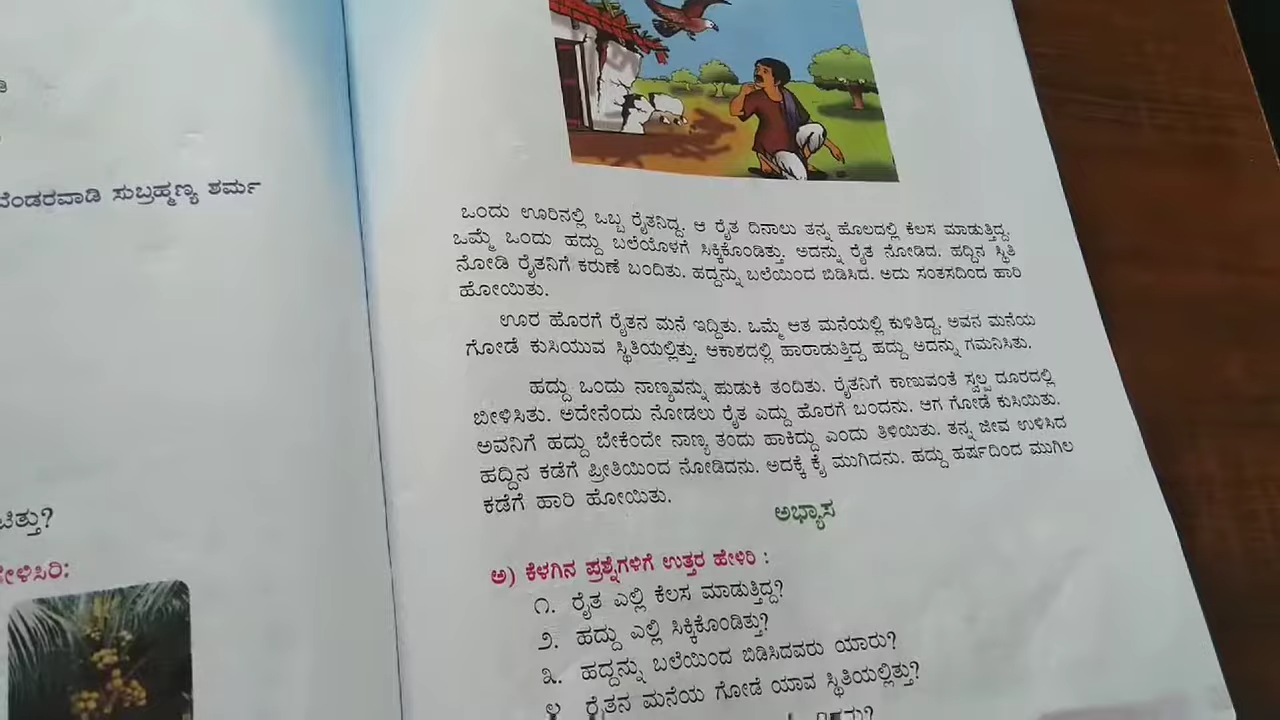 ವೆಂಡರವಾಡಿ ಸುಬ್ರಹ್ಮಣ್ಯ ಶರ್ಮ
ಒಂದು ಊರಿನಲ್ಲಿ ಒಬ್ಬ ರೈತನಿದ್ದ. ಆ ರೈತ ದಿನಾಲು ತನ್ನ ಹೊಲದಲ್ಲಿ ಕೆಲಸ ಮಾಡುತ್ತಿದ್ದ.
ಒಮ್ಮೆ ಒಂದು ಹದ್ದು ಬಲೆಯೊಳಗೆ ಸಿಕ್ಕಿಕೊಂಡಿತ್ತು. ಅದನ್ನು ರೈತ ನೋಡಿದ. ಹದ್ದಿನ ಸ್ಥಿತಿ
ನೋಡಿ ರೈತನಿಗೆ ಕರುಣೆ ಬಂದಿತು. ಹದ್ದನ್ನು ಬಲೆಯಿಂದ ಬಿಡಿಸಿದ. ಅದು ಸಂತಸದಿಂದ ಹಾರಿ
ಹೋಯಿತು.
ಊರ ಹೊರಗೆ ರೈತನ ಮನೆ ಇದ್ದಿತು. ಒಮ್ಮೆ ಆತ ಮನೆಯಲ್ಲಿ ಕುಳಿತಿದ್ದ. ಅವನ ಮನೆಯ
ಗೋಡೆ ಕುಸಿಯುವ ಸ್ಥಿತಿಯಲ್ಲಿತ್ತು. ಆಕಾಶದಲ್ಲಿ ಹಾರಾಡುತ್ತಿದ್ದ ಹದ್ದು ಅದನ್ನು ಗಮನಿಸಿತು.
ಹದ್ದು ಒಂದು ನಾಣ್ಯವನ್ನು ಹುಡುಕಿ ತಂದಿತು. ರೈತನಿಗೆ ಕಾಣುವಂತೆ ಸ್ವಲ್ಪ ದೂರದಲ್ಲಿ
ಬೀಳಿಸಿತು. ಅದೇನೆಂದು ನೋಡಲು ರೈತ ಎದ್ದು ಹೊರಗೆ ಬಂದನು. ಆಗ ಗೋಡೆ ಕುಸಿಯಿತು.
ಅವನಿಗೆ ಹದ್ದು ಬೇಕೆಂದೇ ನಾಣ್ಯ ತಂದು ಹಾಕಿದ್ದು ಎಂದು ತಿಳಿಯಿತು. ತನ್ನ ಜೀವ ಉಳಿಸಿದ
ಹದ್ದಿನ ಕಡೆಗೆ ಪ್ರೀತಿಯಿಂದ ನೋಡಿದನು. ಅದಕ್ಕೆ ಕೈ ಮುಗಿದನು. ಹದ್ದು ಹರ್ಷದಿಂದ ಮುಗಿಲ
ಕಡೆಗೆ ಹಾರಿ ಹೋಯಿತು.
ಅಭ್ಯಾಸ
ಅ) ಕೆಳಗಿನ ಪ್ರಶ್ನೆಗಳಿಗೆ ಉತ್ತರ ಹೇಳಿರಿ :
೧. ರೈತ ಎಲ್ಲಿ ಕೆಲಸ ಮಾಡುತ್ತಿದ್ದ?
೨. ಹದ್ದು ಎಲ್ಲಿ ಸಿಕ್ಕಿಕೊಂಡಿತ್ತು?
೩. ಹದ್ದನ್ನು ಬಲೆಯಿಂದ ಬಿಡಿಸಿದವರು ಯಾರು?
೪ ರೈತನ ಮನೆಯ ಗೋಡೆ ಯಾವ ಸ್ಥಿತಿಯಲ್ಲಿತ್ತು?